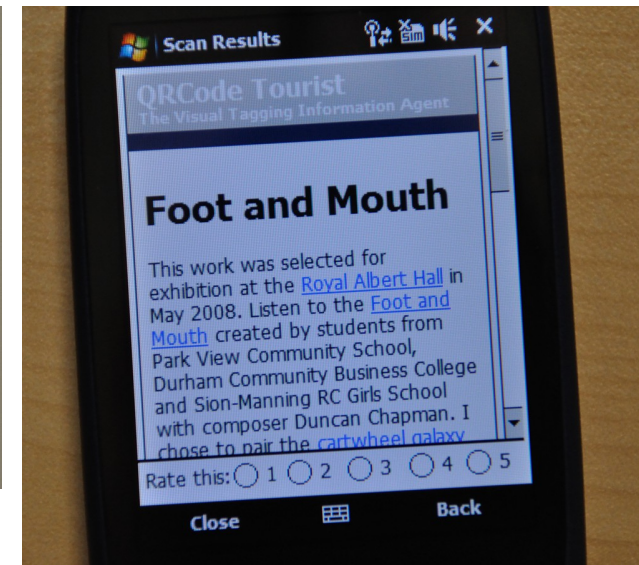 Scan Results
QRCode Tourist
The Visual Tagging Information Agent
Foot and Mouth
This work was selected for
exhibition at the Royal Albert Hall in
May 2008. Listen to the Foot and
Mouth created by students from
Park View Community School,
Durham Community Business College
and Sion-Manning RC Girls School
with composer Duncan Chapman. I
chose to pair the cartwheel galaxy
Rate this: 1 2 3 4 5
Close Back